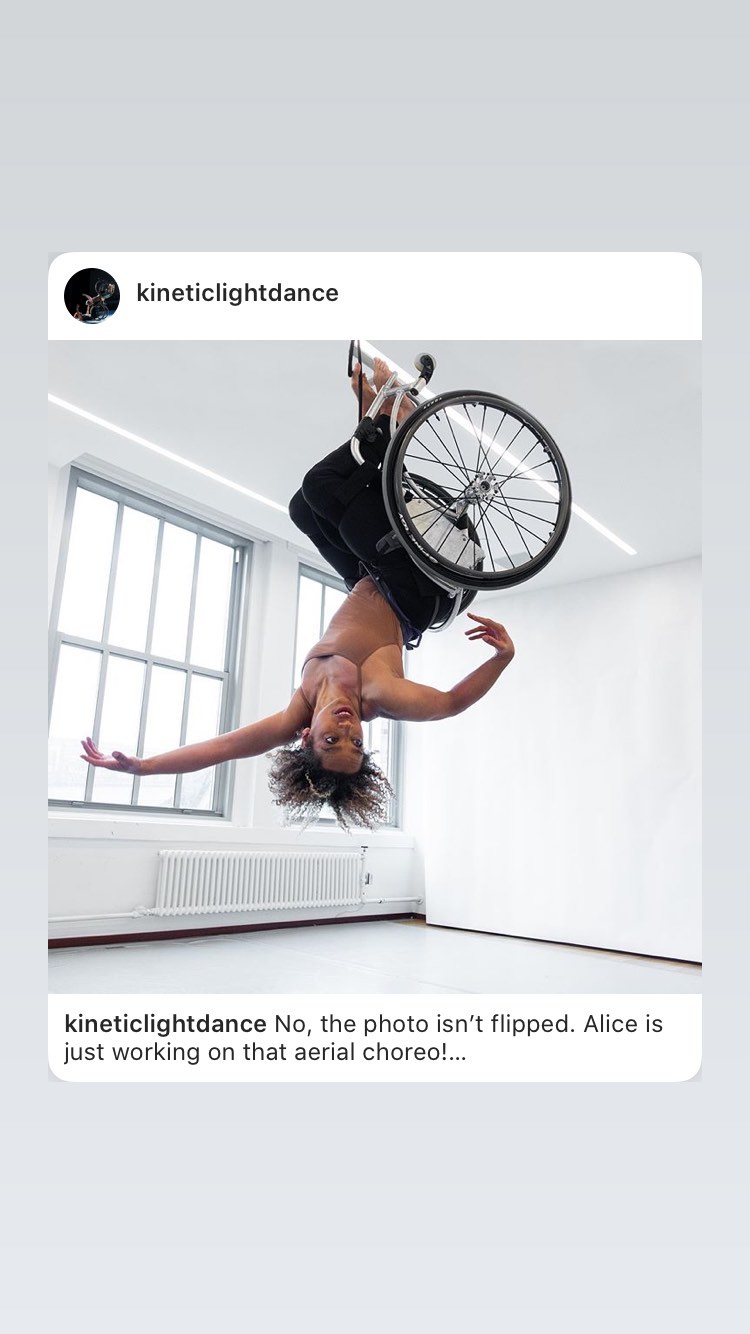 kineticlightdance
kineticlightdance No, the photo isn’t flipped. Alice is
just working on that aerial choreo!...